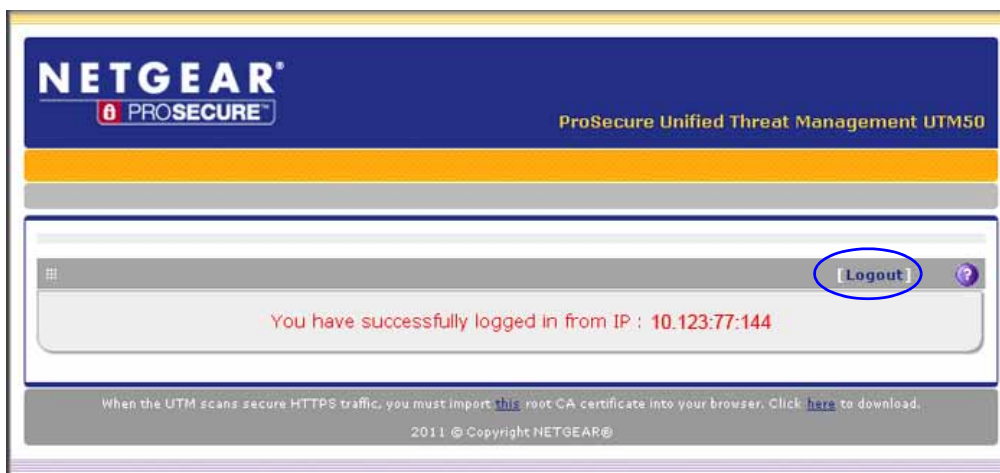 NETGEAR®
PROSECURE™
ProSecure Unified Threat Management UTM50
[Logout] ?
You have successfully logged in from IP : 10.123:77:144
When the UTM scans secure HTTPS traffic, you must import this root CA certificate into your browser. Click here to download.
2011 © Copyright NETGEAR®